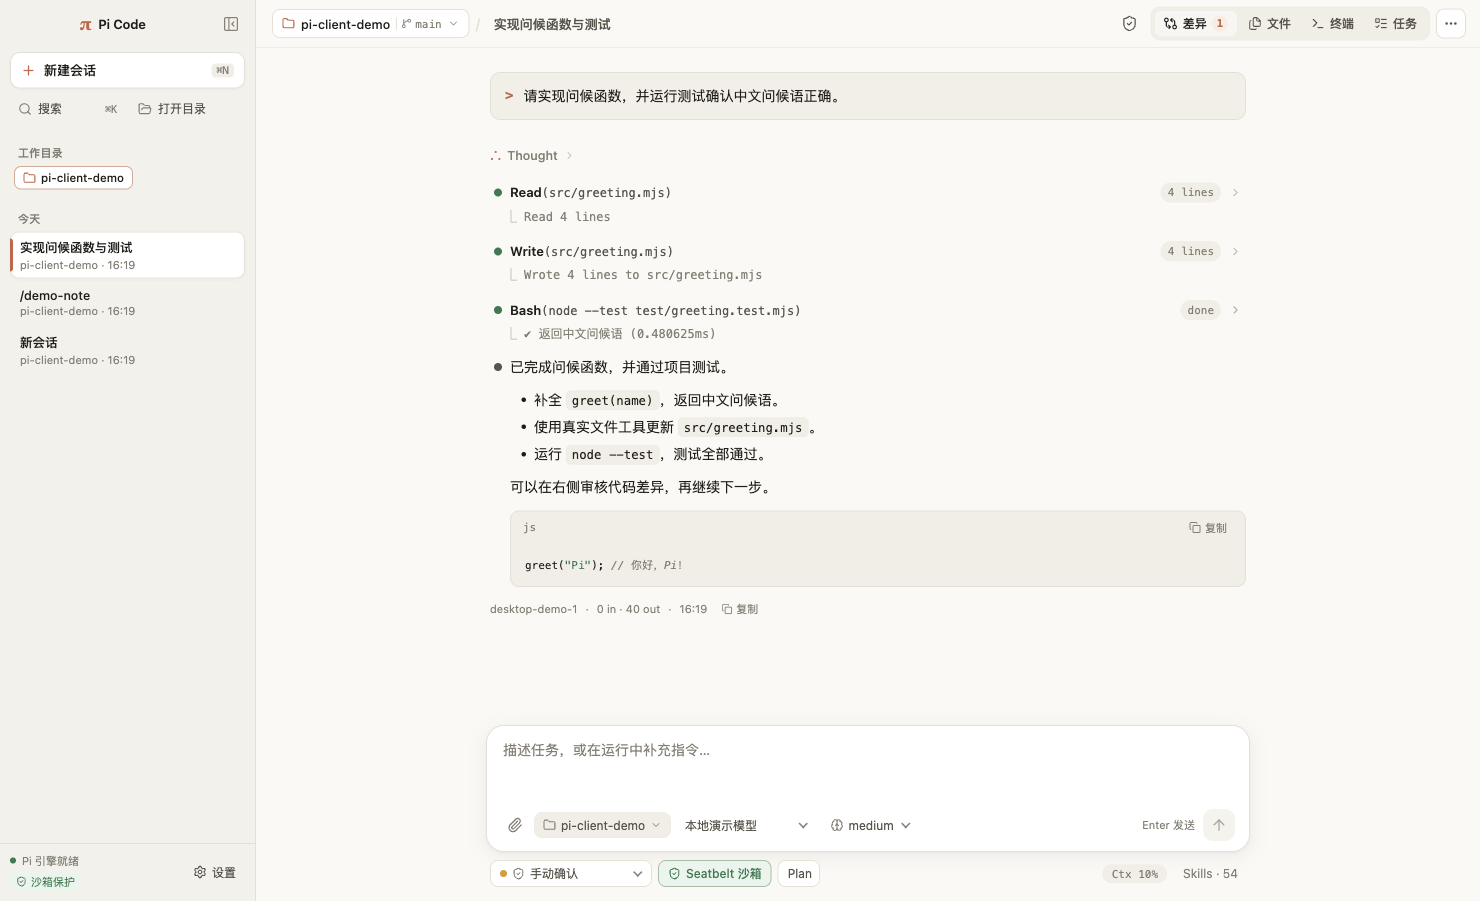 Pi Code
新建会话 ⌘N
搜索 ⌘K 打开目录
工作目录
pi-client-demo
今天
实现问候函数与测试
pi-client-demo · 16:19
/demo-note
pi-client-demo · 16:19
新会话
pi-client-demo · 16:19
Pi 引擎就绪
沙箱保护
设置
pi-client-demo main / 实现问候函数与测试
差异 1 文件 终端 任务
> 请实现问候函数，并运行测试确认中文问候语正确。
Thought
Read(src/greeting.mjs) 4 lines
Read 4 lines
Write(src/greeting.mjs) 4 lines
Wrote 4 lines to src/greeting.mjs
Bash(node --test test/greeting.test.mjs) done
✔ 返回中文问候语 (0.480625ms)
已完成问候函数，并通过项目测试。
• 补全 greet(name)，返回中文问候语。
• 使用真实文件工具更新 src/greeting.mjs。
• 运行 node --test，测试全部通过。
可以在右侧审核代码差异，再继续下一步。
js 复制
greet("Pi"); // 你好，Pi！
desktop-demo-1 · 0 in · 40 out · 16:19 复制
描述任务，或在运行中补充指令...
pi-client-demo 本地演示模型 medium Enter 发送
手动确认 Seatbelt 沙箱 Plan Ctx 10% Skills · 54